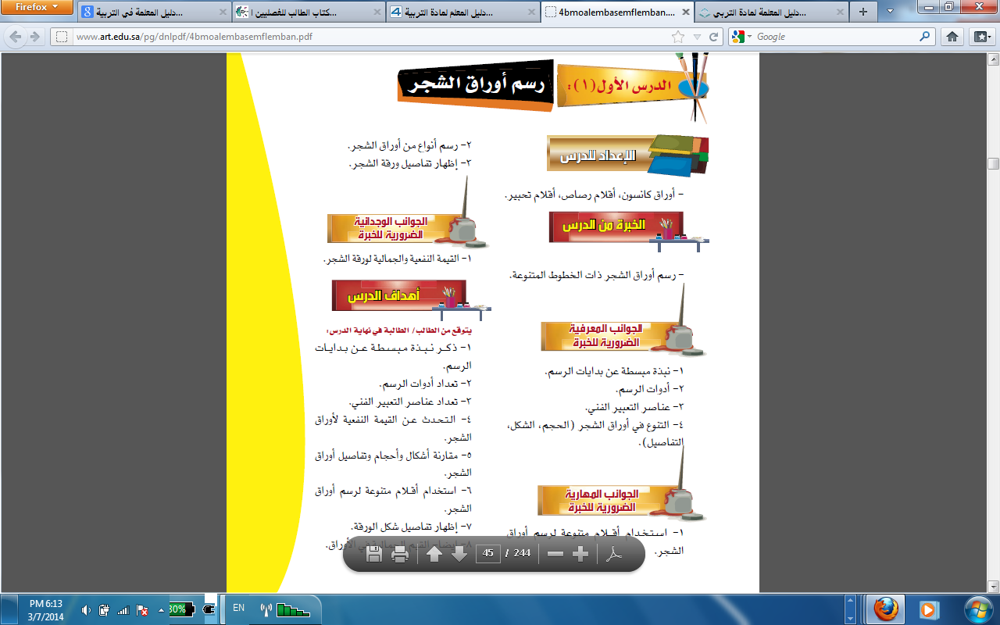 Firefox
دليل المعلمة في التربية...
كتاب الطالب للفصليين ا...
دليل المعلم لمادة التربية...
4bmoalembasemflemban....
دليل المعلمة لمادة التربي...
www.art.edu.sa/pg/dnlpdf/4bmoalembasemflemban.pdf
Google
الدرس الأول (١):
رسم أوراق الشجر
الإعداد للدرس
- أوراق كانسون، أقلام رصاص، أقلام تحبير.
الخبرة من الدرس
- رسم أوراق الشجر ذات الخطوط المتنوعة.
الجوانب المعرفية
الضرورية للخبرة
١- نبذة مبسطة عن بدايات الرسم.
٢- أدوات الرسم.
٣- عناصر التعبير الفني.
٤- التنوع في أوراق الشجر (الحجم، الشكل،
التفاصيل).
الجوانب المهارية
الضرورية للخبرة
١- استخدام أقلام متنوعة لرسم أوراق
الشجر.
٢- رسم أنواع من أوراق الشجر.
٣- إظهار تفاصيل ورقة الشجر.
الجوانب الوجدانية
الضرورية للخبرة
١- القيمة النفعية والجمالية لورقة الشجر.
أهداف الدرس
يتوقع من الطالب/ الطالبة في نهاية الدرس:
١- ذكر نبذة مبسطة عن بدايات
الرسم.
٢- تعداد أدوات الرسم.
٣- تعداد عناصر التعبير الفني.
٤- التحدث عن القيمة النفعية لأوراق
الشجر.
٥- مقارنة أشكال وأحجام وتفاصيل أوراق
الشجر.
٦- استخدام أقلام متنوعة لرسم أوراق
الشجر.
٧- إظهار تفاصيل شكل الورقة.
٨- إيضاح القيم الجمالية في الأوراق.
45 / 244
PM 6:13
3/7/2014
80%
EN